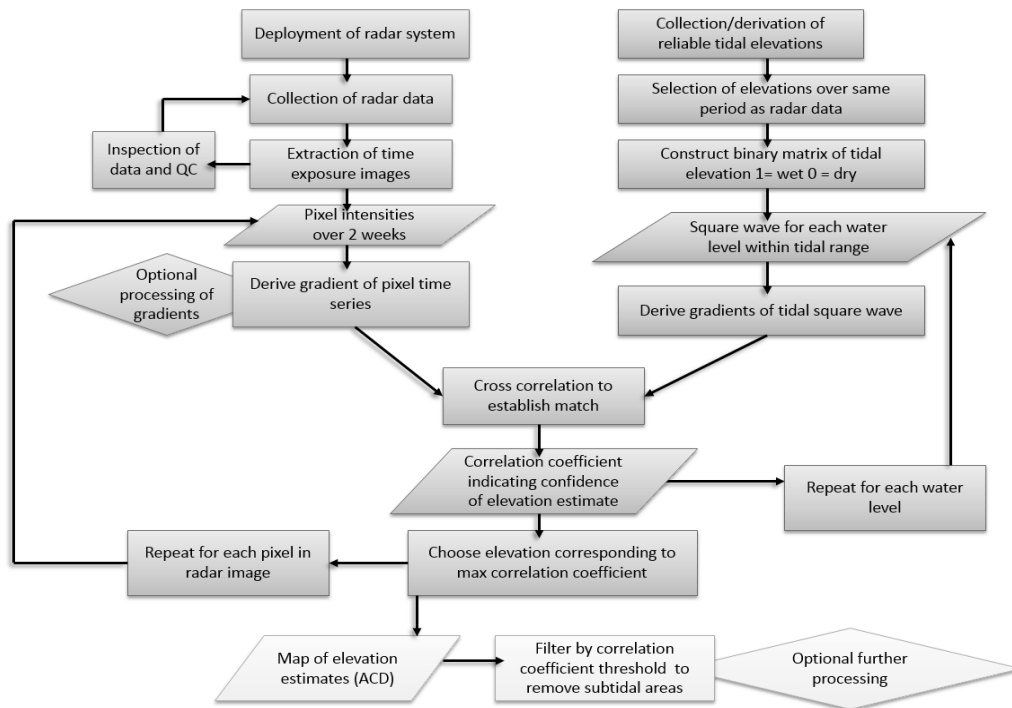 Deployment of radar system
Collection/derivation of
reliable tidal elevations
Collection of radar data
Selection of elevations over same
period as radar data
Inspection of
data and QC
Extraction of time
exposure images
Construct binary matrix of tidal
elevation 1= wet 0 = dry
Pixel intensities
over 2 weeks
Square wave for each water
level within tidal range
Optional
processing of
gradients
Derive gradient of pixel time
series
Derive gradients of tidal square wave
Cross correlation to
establish match
Correlation coefficient
indicating confidence
of elevation estimate
Repeat for each water
level
Repeat for each pixel in
radar image
Choose elevation corresponding to
max correlation coefficient
Map of elevation
estimates (ACD)
Filter by correlation
coefficient threshold to
remove subtidal areas
Optional further
processing